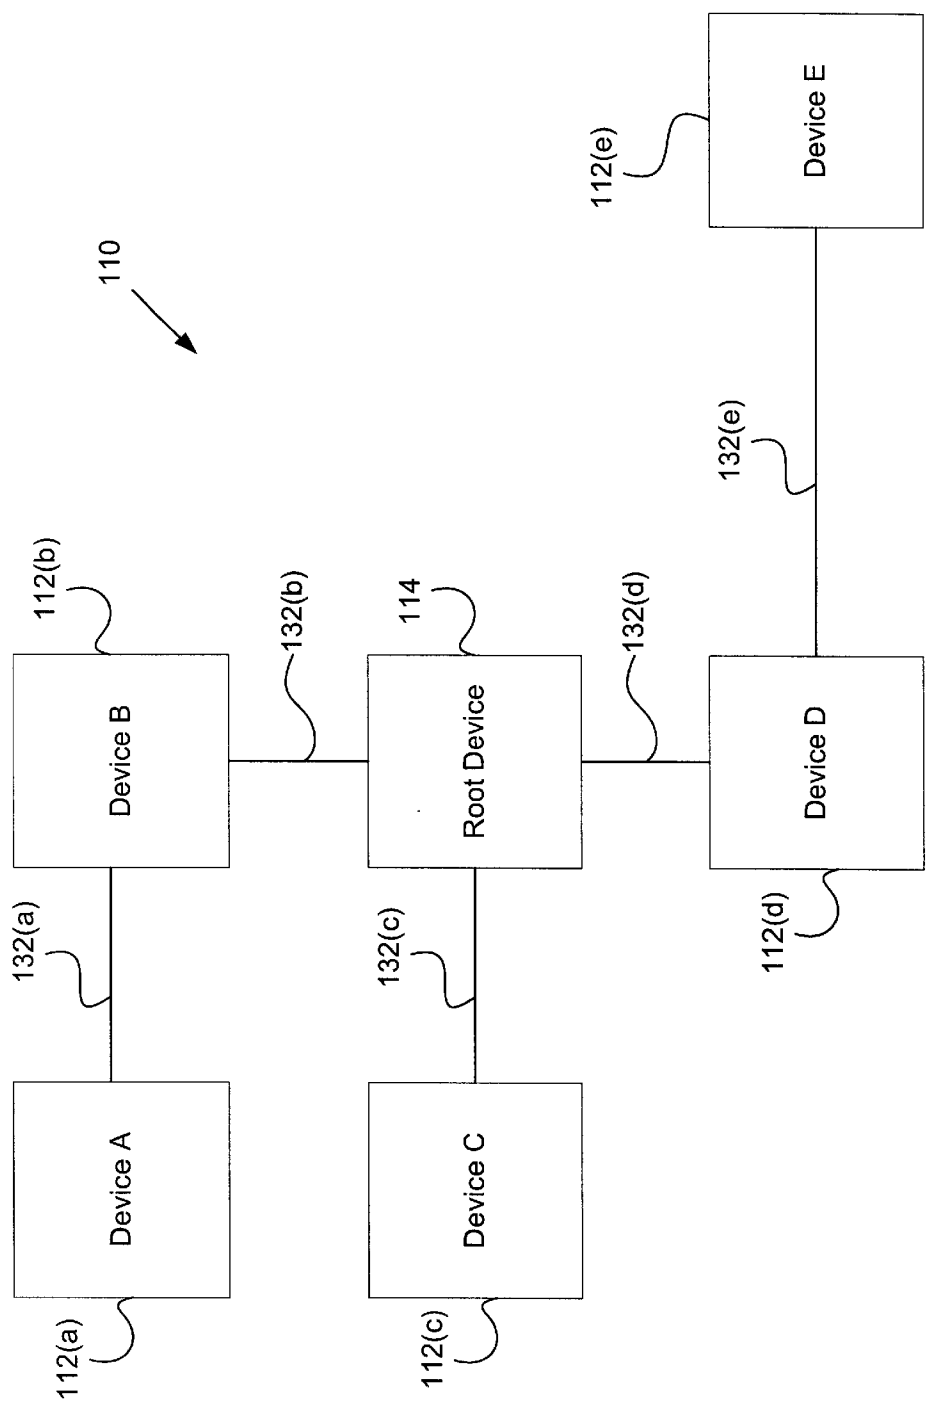 110
112(a)
Device A
132(a)
Device B
112(b)
132(b)
112(c)
Device C
132(c)
Root Device
114
132(d)
112(d)
Device D
132(e)
112(e)
Device E